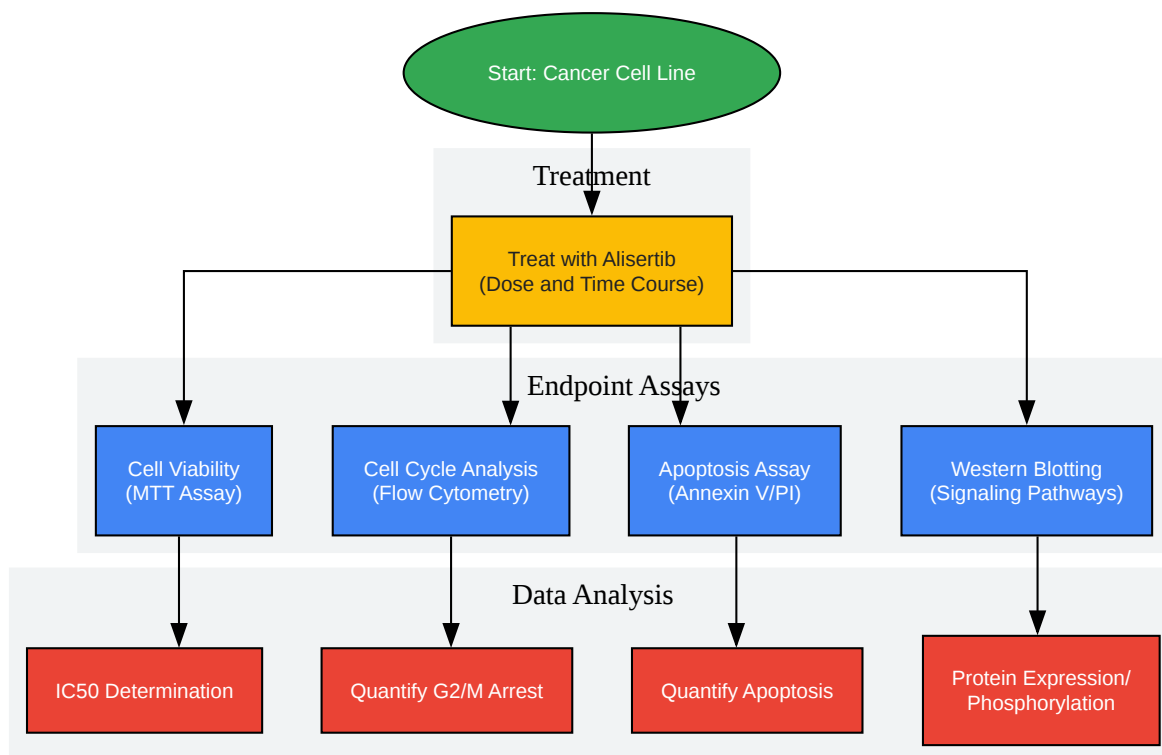 Start: Cancer Cell Line
Treatment
Treat with Alisertib
(Dose and Time Course)
Endpoint Assays
Cell Viability
(MTT Assay)
Cell Cycle Analysis
(Flow Cytometry)
Apoptosis Assay
(Annexin V/PI)
Western Blotting
(Signaling Pathways)
Data Analysis
IC50 Determination
Quantify G2/M Arrest
Quantify Apoptosis
Protein Expression/
Phosphorylation